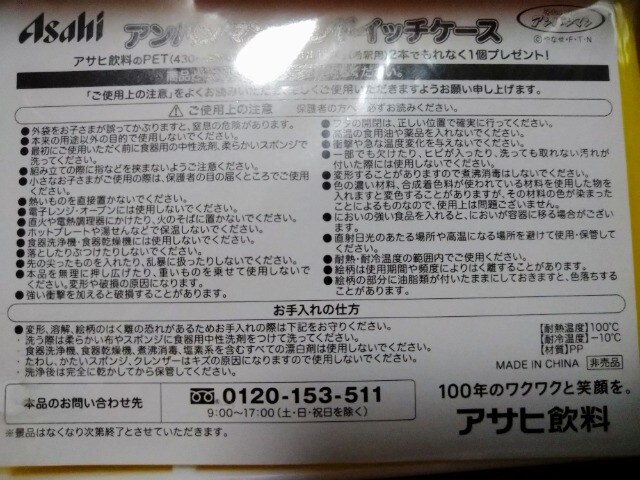 Asahi
アンパンマン サンドイッチケース
アンパンマン
©やなせ・F・T・N
アサヒ飲料のPET(430 2本でもれなく1個プレゼント!
商品
「ご使用上の注意」をよくお読みいただき、正しくご使用いただきますようお願い申し上げます。
⚠ご使用上の注意 保護者の方へ 必ずお読みください。
●外袋をお子さまが誤ってかぶりますと、窒息の危険があります。
●本来の用途以外の目的で使用しないでください。
●最初にご使用いただく前に食器用の中性洗剤、柔らかいスポンジで
洗ってください。
●組み立ての際に指などを挟まないようご注意ください。
●小さなお子さまがご使用の際は、保護者の目の届くところでご使用
ください。
●熱いものを直接置かないでください。
●電子レンジ・オーブンには使用しないでください。
●直火や電熱調理器にかけたり、火のそばに置かないでください。
●ホットプレートや湯せんなどで保温しないでください。
●食器洗浄機・食器乾燥機には使用しないでください。
●落としたりぶつけたりしないでください。
●先の尖ったものを入れたり、乱暴に扱ったりしないでください。
●本品を無理に押し広げたり、重いものを乗せて使用しないで
ください。変形や破損の原因になります。
●強い衝撃を加えると破損することがあります。
●フタの開閉は、正しい位置で確実に行ってください。
●高温の食用油や薬品を入れないでください。
●衝撃や急な温度変化を与えないでください。
●一部でも欠けたり、ヒビが入ったり、洗っても取れない汚れが
付いた際には使用しないでください。
●変形することがありますので煮沸消毒はしないでください。
●色の濃い材料、合成着色料が使われている材料を使用した物を
入れますと変色することがありますが、その材料の色が染まった
ことによるものなので、使用上は問題ございません。
●においの強い食品を入れると、においが容器に移る場合がござい
ます。
●直射日光のあたる場所や高温になる場所を避けて使用・保管して
ください。
●耐熱・耐冷温度の範囲内でご使用ください。
●絵柄は使用期間や頻度によりはく離することがあります。
●絵柄の部分に油脂類が付いたままにしておきますと、色落ちする
ことがあります。
お手入れの仕方
●変形、溶解、絵柄のはく離の恐れがあるためお手入れの際は下記をお守りください。
・洗う際は柔らかい布やスポンジに食器用中性洗剤をつけて洗ってください。
・食器洗浄機、食器乾燥機、煮沸消毒、塩素系を含むすべての漂白剤は使用しないでください。
・たわし、かたいスポンジ、クレンザーはキズの原因になりますので使用しないでください。
・洗浄後は完全に乾かしてから保管してください。
【耐熱温度】100℃
【耐冷温度】-10℃
【材質】PP
MADE IN CHINA 非売品
本品のお問い合わせ先
0120-153-511
9:00〜17:00(土・日・祝日を除く)
100年のワクワクと笑顔を。
アサヒ飲料
※景品はなくなり次第終了とさせていただきます。